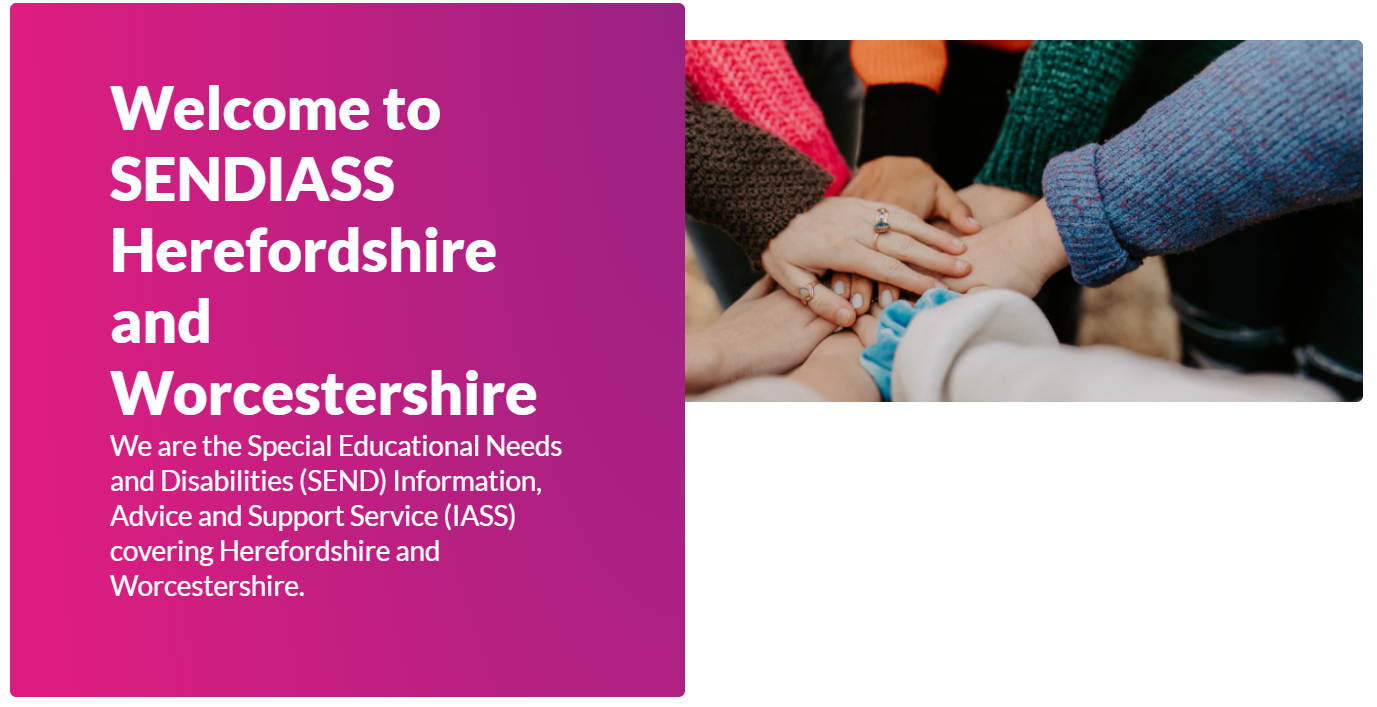 Welcome to
SENDIASS
Herefordshire
and
Worcestershire
We are the Special Educational Needs
and Disabilities (SEND) Information,
Advice and Support Service (IASS)
covering Herefordshire and
Worcestershire.